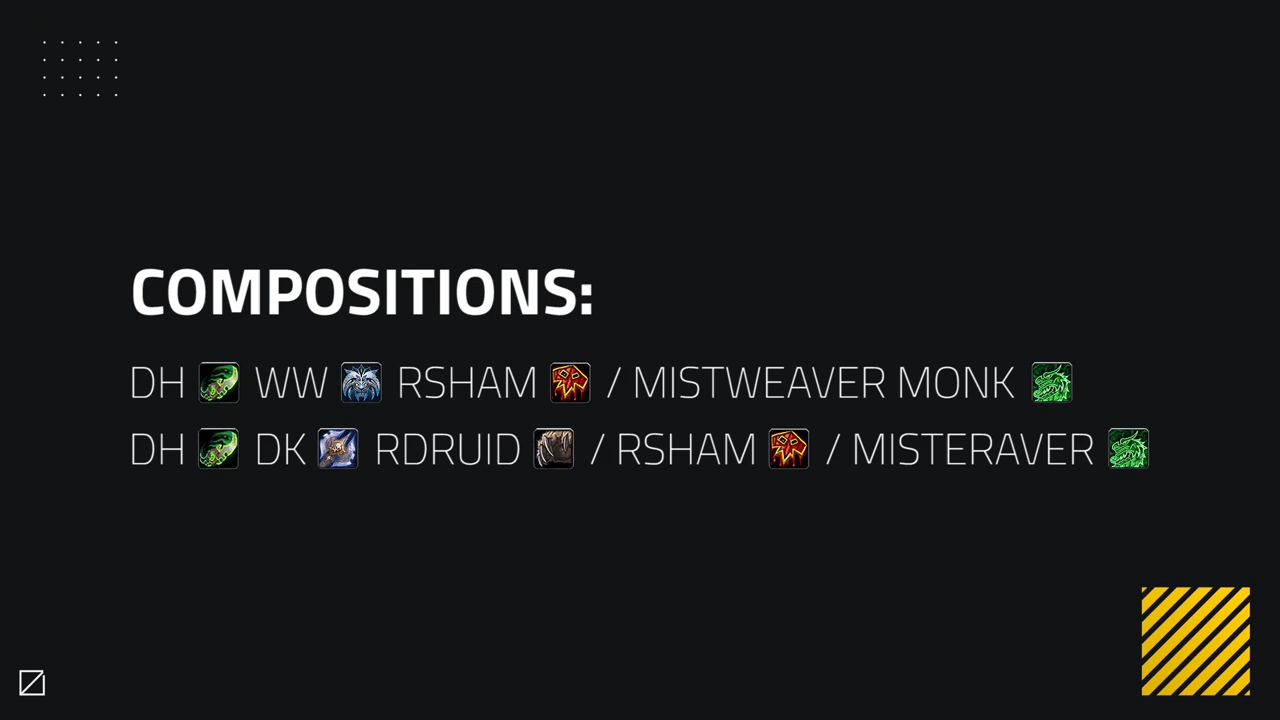 COMPOSITIONS:
DH WW RSHAM / MISTWEAVER MONK
DH DK RDRUID / RSHAM / MISTERAVER